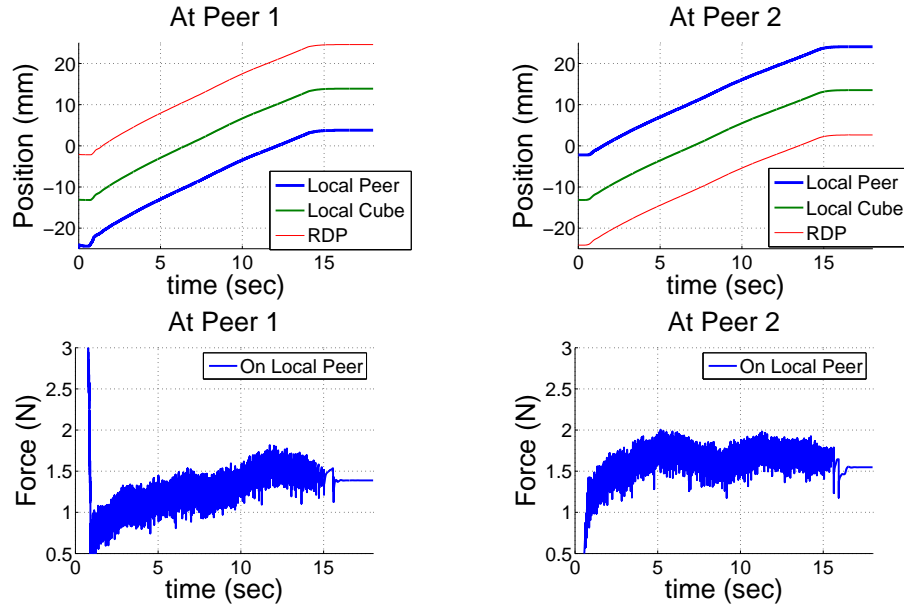 At Peer 1
Position (mm)
20
10
0
−10
−20
0
5
10
15
time (sec)
Local Peer
Local Cube
RDP
At Peer 2
Position (mm)
20
10
0
−10
−20
0
5
10
15
time (sec)
Local Peer
Local Cube
RDP
At Peer 1
Force (N)
3
2.5
2
1.5
1
0.5
0
5
10
15
time (sec)
On Local Peer
At Peer 2
Force (N)
3
2.5
2
1.5
1
0.5
0
5
10
15
time (sec)
On Local Peer